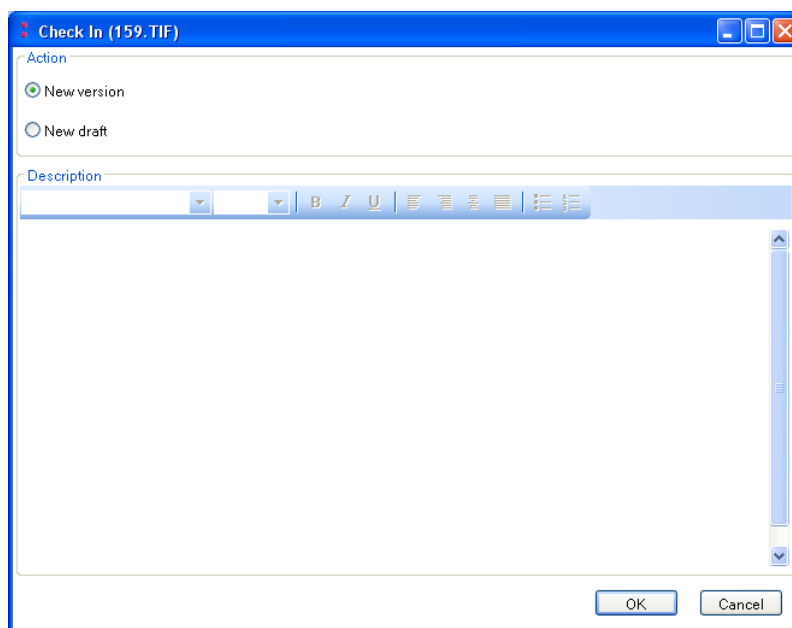 Check In (159.TIF)
Action
New version
New draft
Description
B I U
OK Cancel